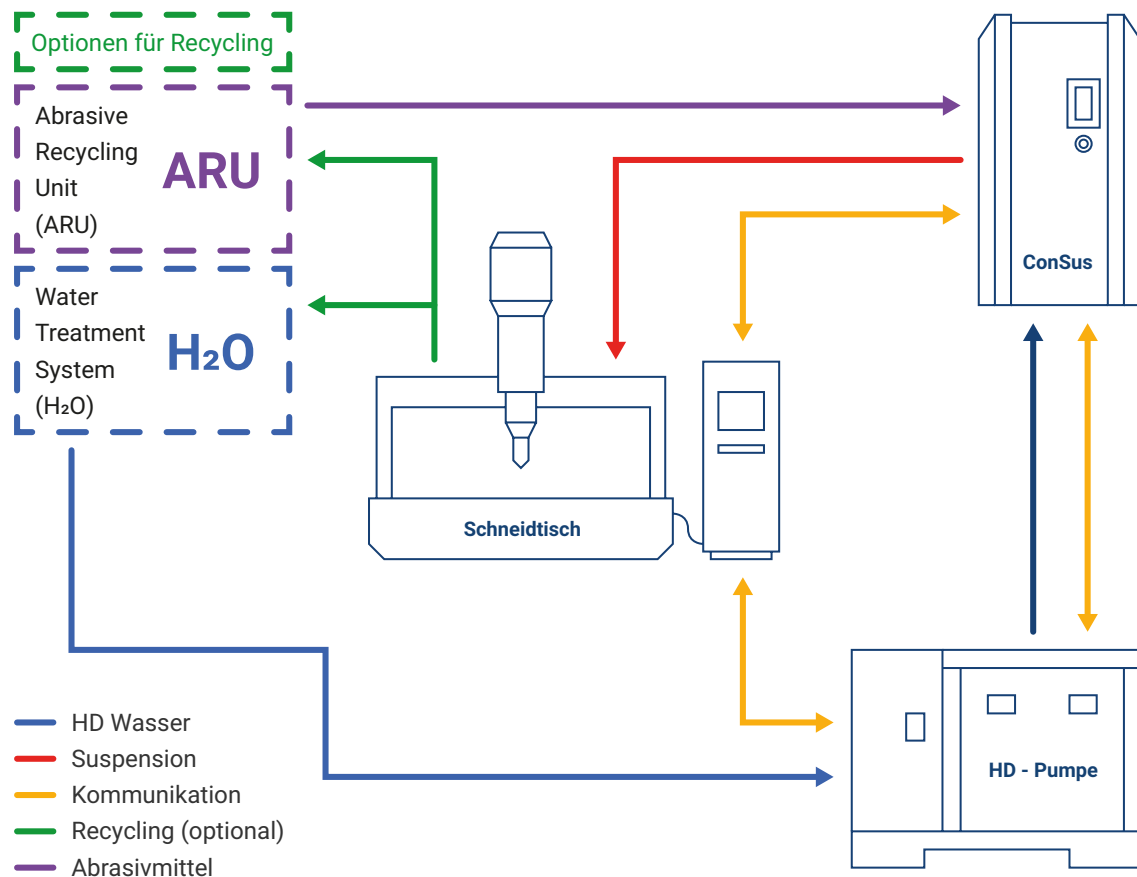 Optionen für Recycling
Abrasive
Recycling
Unit
(ARU)
ARU
Water
Treatment
System
(H₂O)
H₂O
ConSus
Schneidtisch
HD - Pumpe
HD Wasser
Suspension
Kommunikation
Recycling (optional)
Abrasivmittel